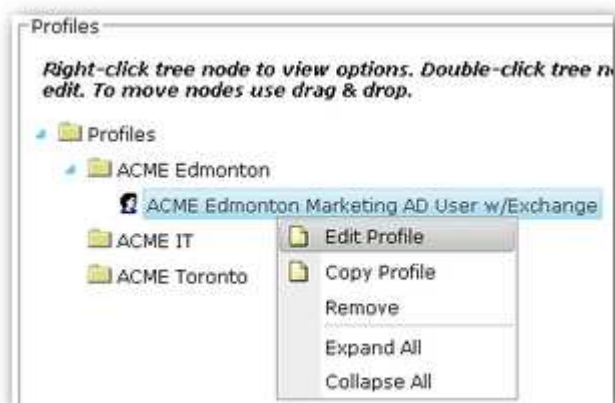 Profiles
Right-click tree node to view options. Double-click tree
edit. To move nodes use drag & drop.
Profiles
ACME Edmonton
ACME Edmonton Marketing AD User w/Exchange
ACME IT
Edit Profile
ACME Toronto
Copy Profile
Remove
Expand All
Collapse All